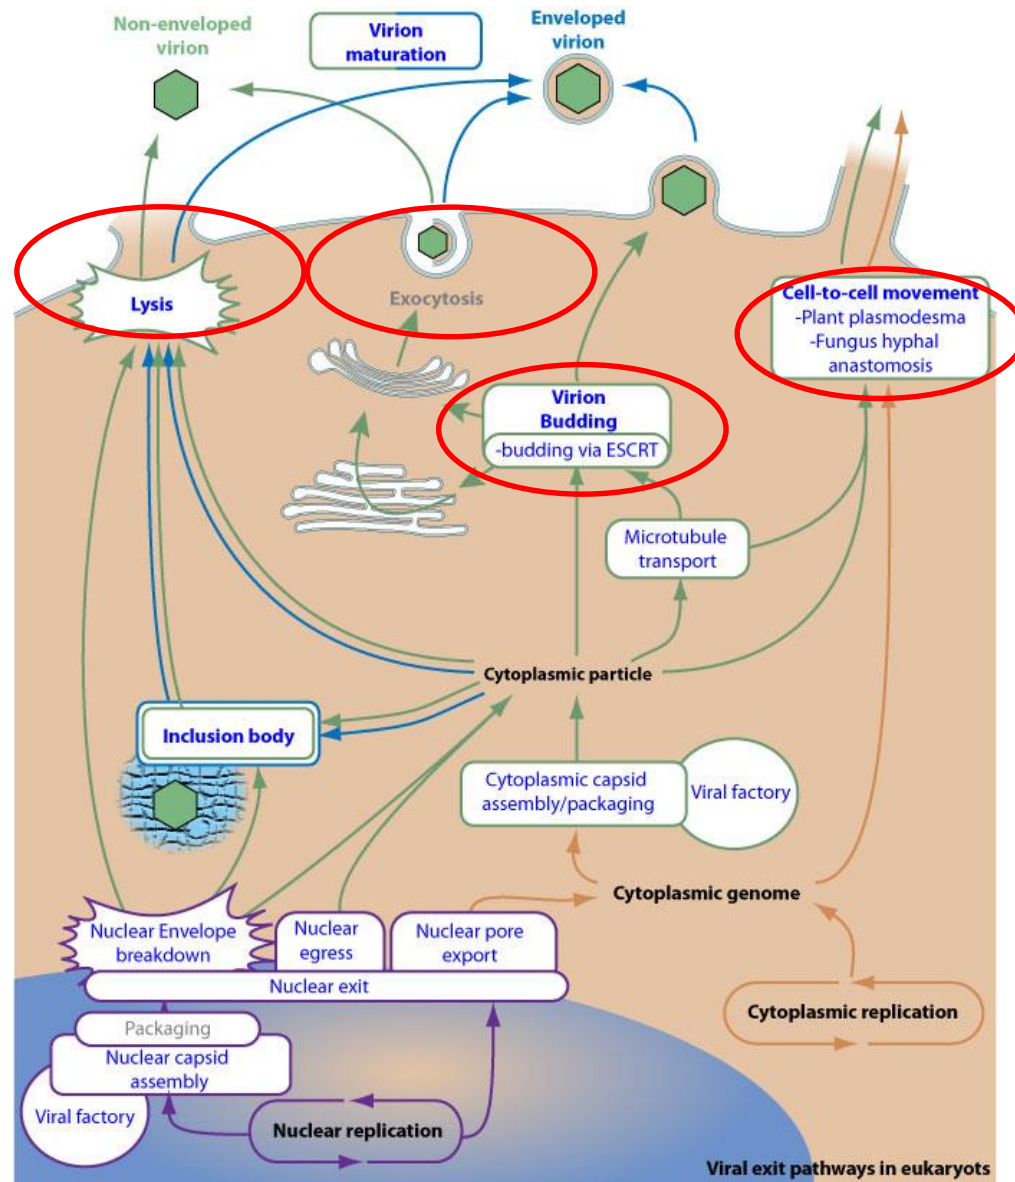 Non-enveloped
virion
Virion
maturation
Enveloped
virion
Lysis
Exocytosis
Cell-to-cell movement
-Plant plasmodesma
-Fungus hyphal
anastomosis
Virion
Budding
-budding via ESCRT
Microtubule
transport
Cytoplasmic particle
Inclusion body
Cytoplasmic capsid
assembly/packaging
Viral factory
Cytoplasmic genome
Nuclear Envelope
breakdown
Nuclear
egress
Nuclear pore
export
Nuclear exit
Cytoplasmic replication
Packaging
Nuclear capsid
assembly
Viral factory
Nuclear replication
Viral exit pathways in eukaryots